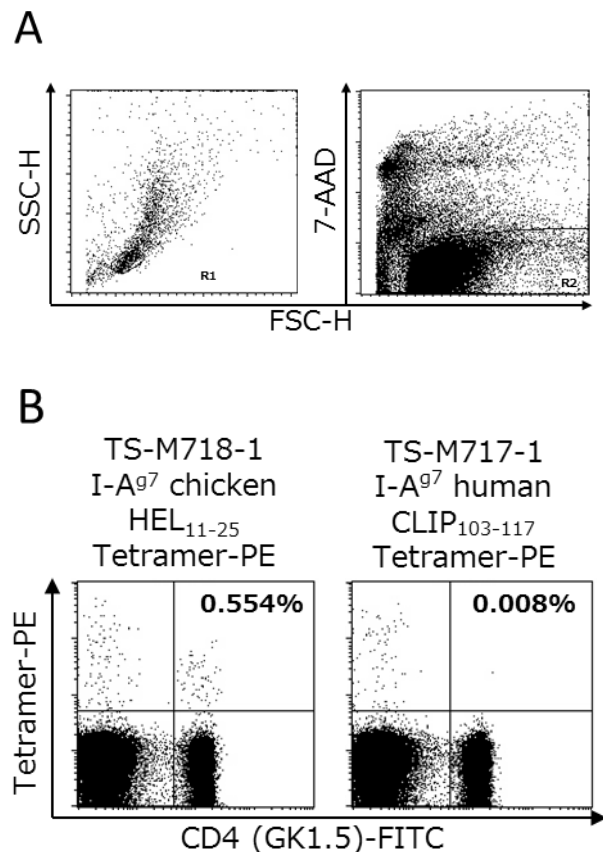 A
SSC-H
R1
7-AAD
R2
FSC-H
B
TS-M718-1
I-Aᵍ⁷ chicken
HEL₁₁₋₂₅
Tetramer-PE
TS-M717-1
I-Aᵍ⁷ human
CLIP₁₀₃₋₁₁₇
Tetramer-PE
Tetramer-PE
0.554%
0.008%
CD4 (GK1.5)-FITC